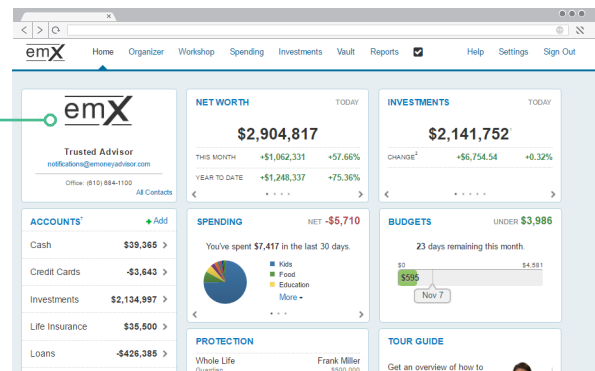 emX Home Organizer Workshop Spending Investments Vault Reports Help Settings Sign Out
emX
Trusted Advisor
notifications@emoneyadvisor.com
Office: (610) 684-1100
All Contacts
NET WORTH TODAY
$2,904,817
THIS MONTH +$1,062,331 +57.66%
YEAR TO DATE +$1,248,337 +75.36%
INVESTMENTS TODAY
$2,141,752
CHANGE² +$6,754.54 +0.32%
ACCOUNTS† + Add
Cash $39,365 >
Credit Cards -$3,643 >
Investments $2,134,997 >
Life Insurance $35,500 >
Loans -$426,385 >
SPENDING NET -$5,710
You've spent $7,417 in the last 30 days.
Kids
Food
Education
More
BUDGETS UNDER $3,986
23 days remaining this month.
$0 $4,581
$595
Nov 7
PROTECTION
Whole Life Frank Miller
Guardian $500,000
TOUR GUIDE
Get an overview of how to